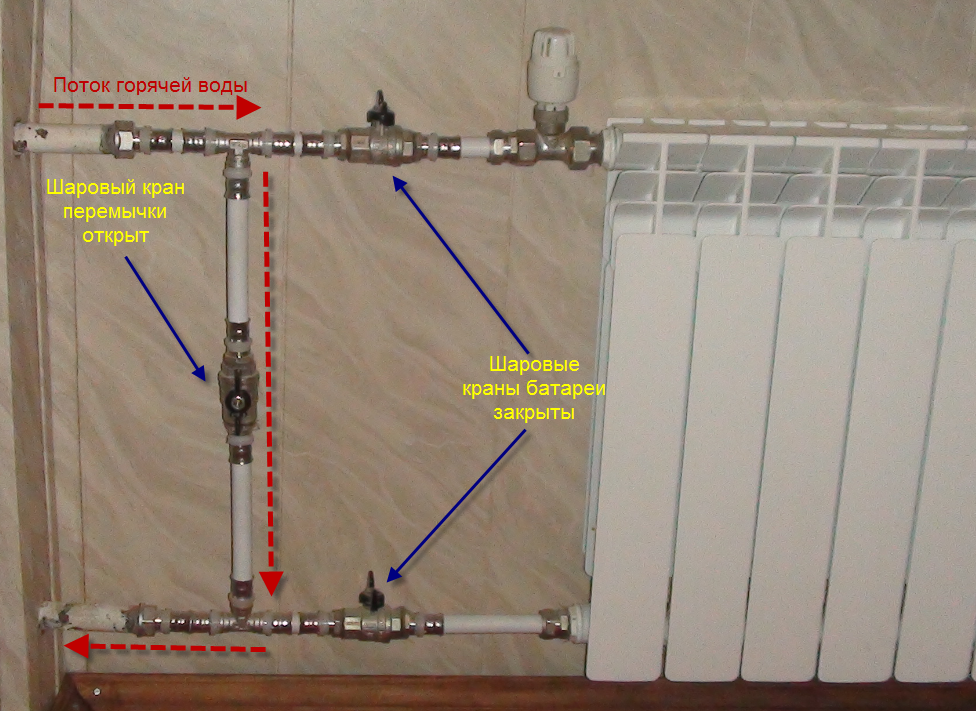 Поток горячей воды
Шаровый кран
перемычки
открыт
Шаровые
краны батареи
закрыты